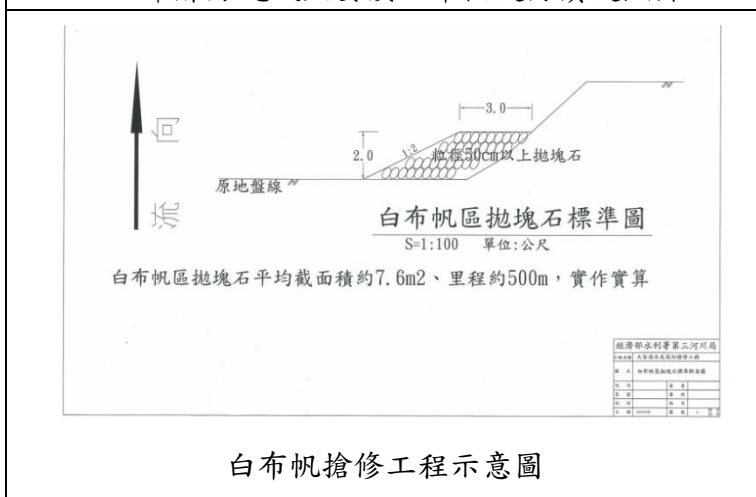 流向
3.0
2.0
1:2
粒徑50cm以上拋塊石
原地盤線
白布帆區拋塊石標準圖
S=1:100 單位:公尺
白布帆區拋塊石平均截面積約7.6m2、里程約500m,實作實算
經濟部水利署第三河川局
白布帆搶修工程示意圖